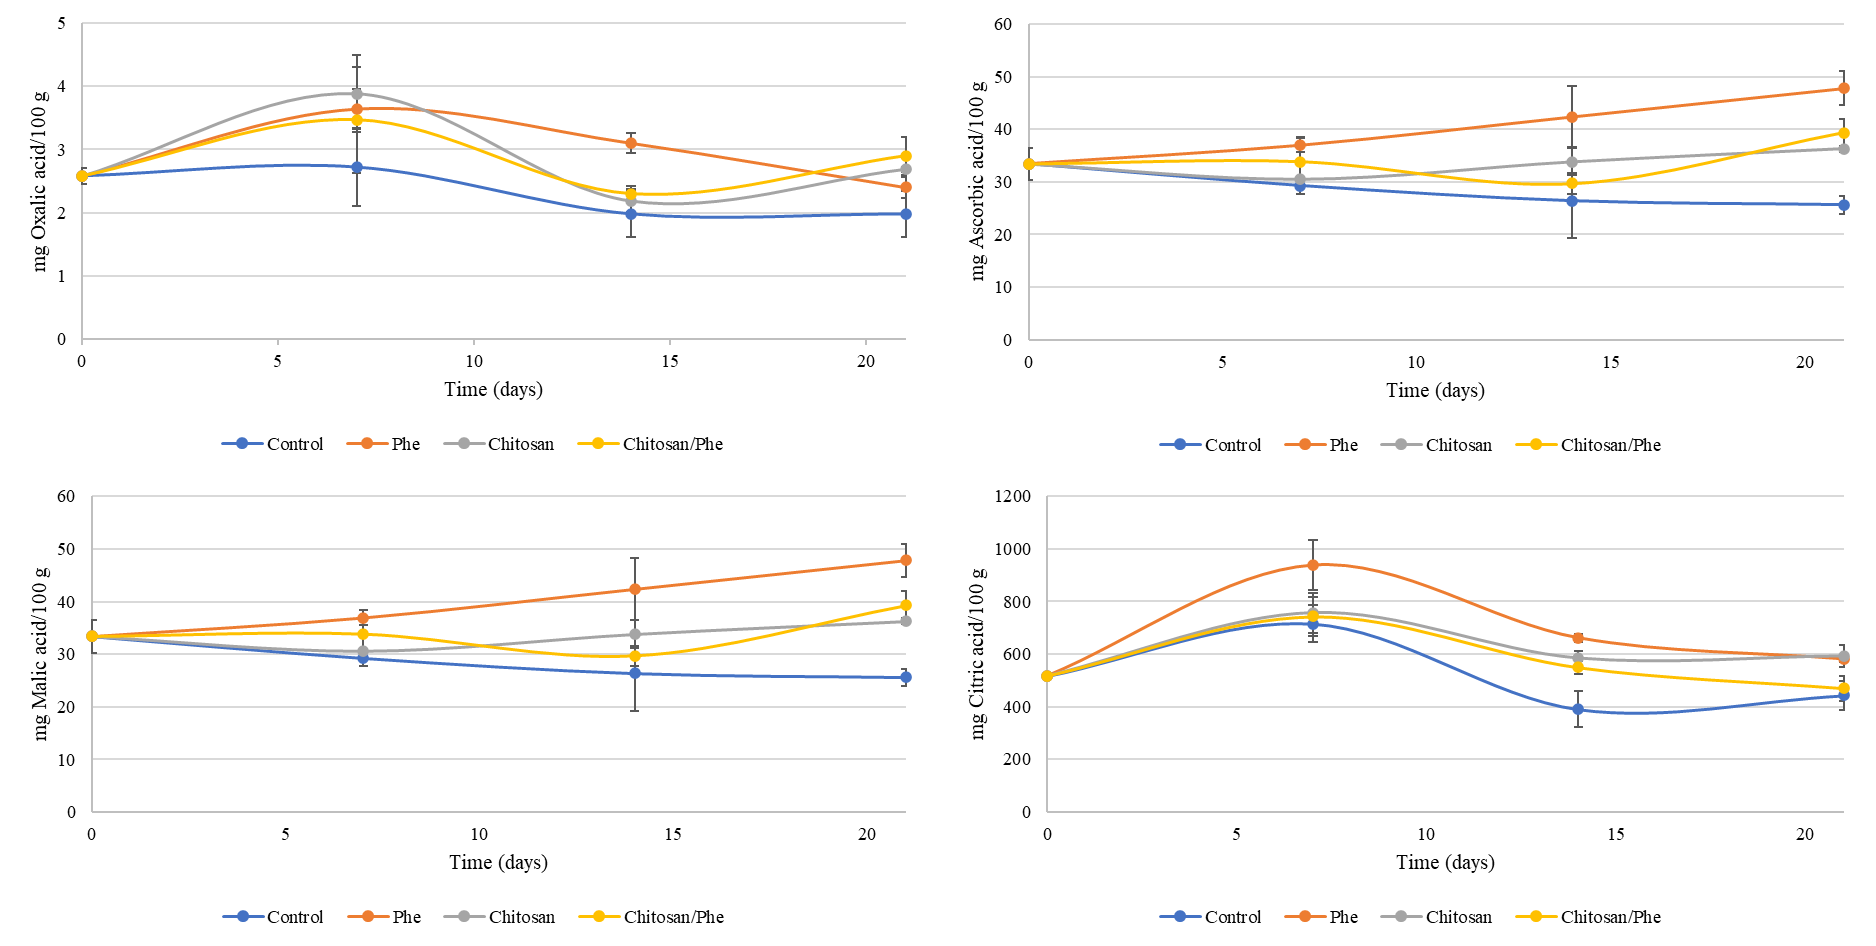 5
4
3
2
1
0
mg Oxalic acid/100 g
0 5 10 15 20
Time (days)
Control Phe Chitosan Chitosan/Phe
60
50
40
30
20
10
0
mg Ascorbic acid/100 g
0 5 10 15 20
Time (days)
Control Phe Chitosan Chitosan/Phe
60
50
40
30
20
10
0
mg Malic acid/100 g
0 5 10 15 20
Time (days)
Control Phe Chitosan Chitosan/Phe
1200
1000
800
600
400
200
0
mg Citric acid/100 g
0 5 10 15 20
Time (days)
Control Phe Chitosan Chitosan/Phe